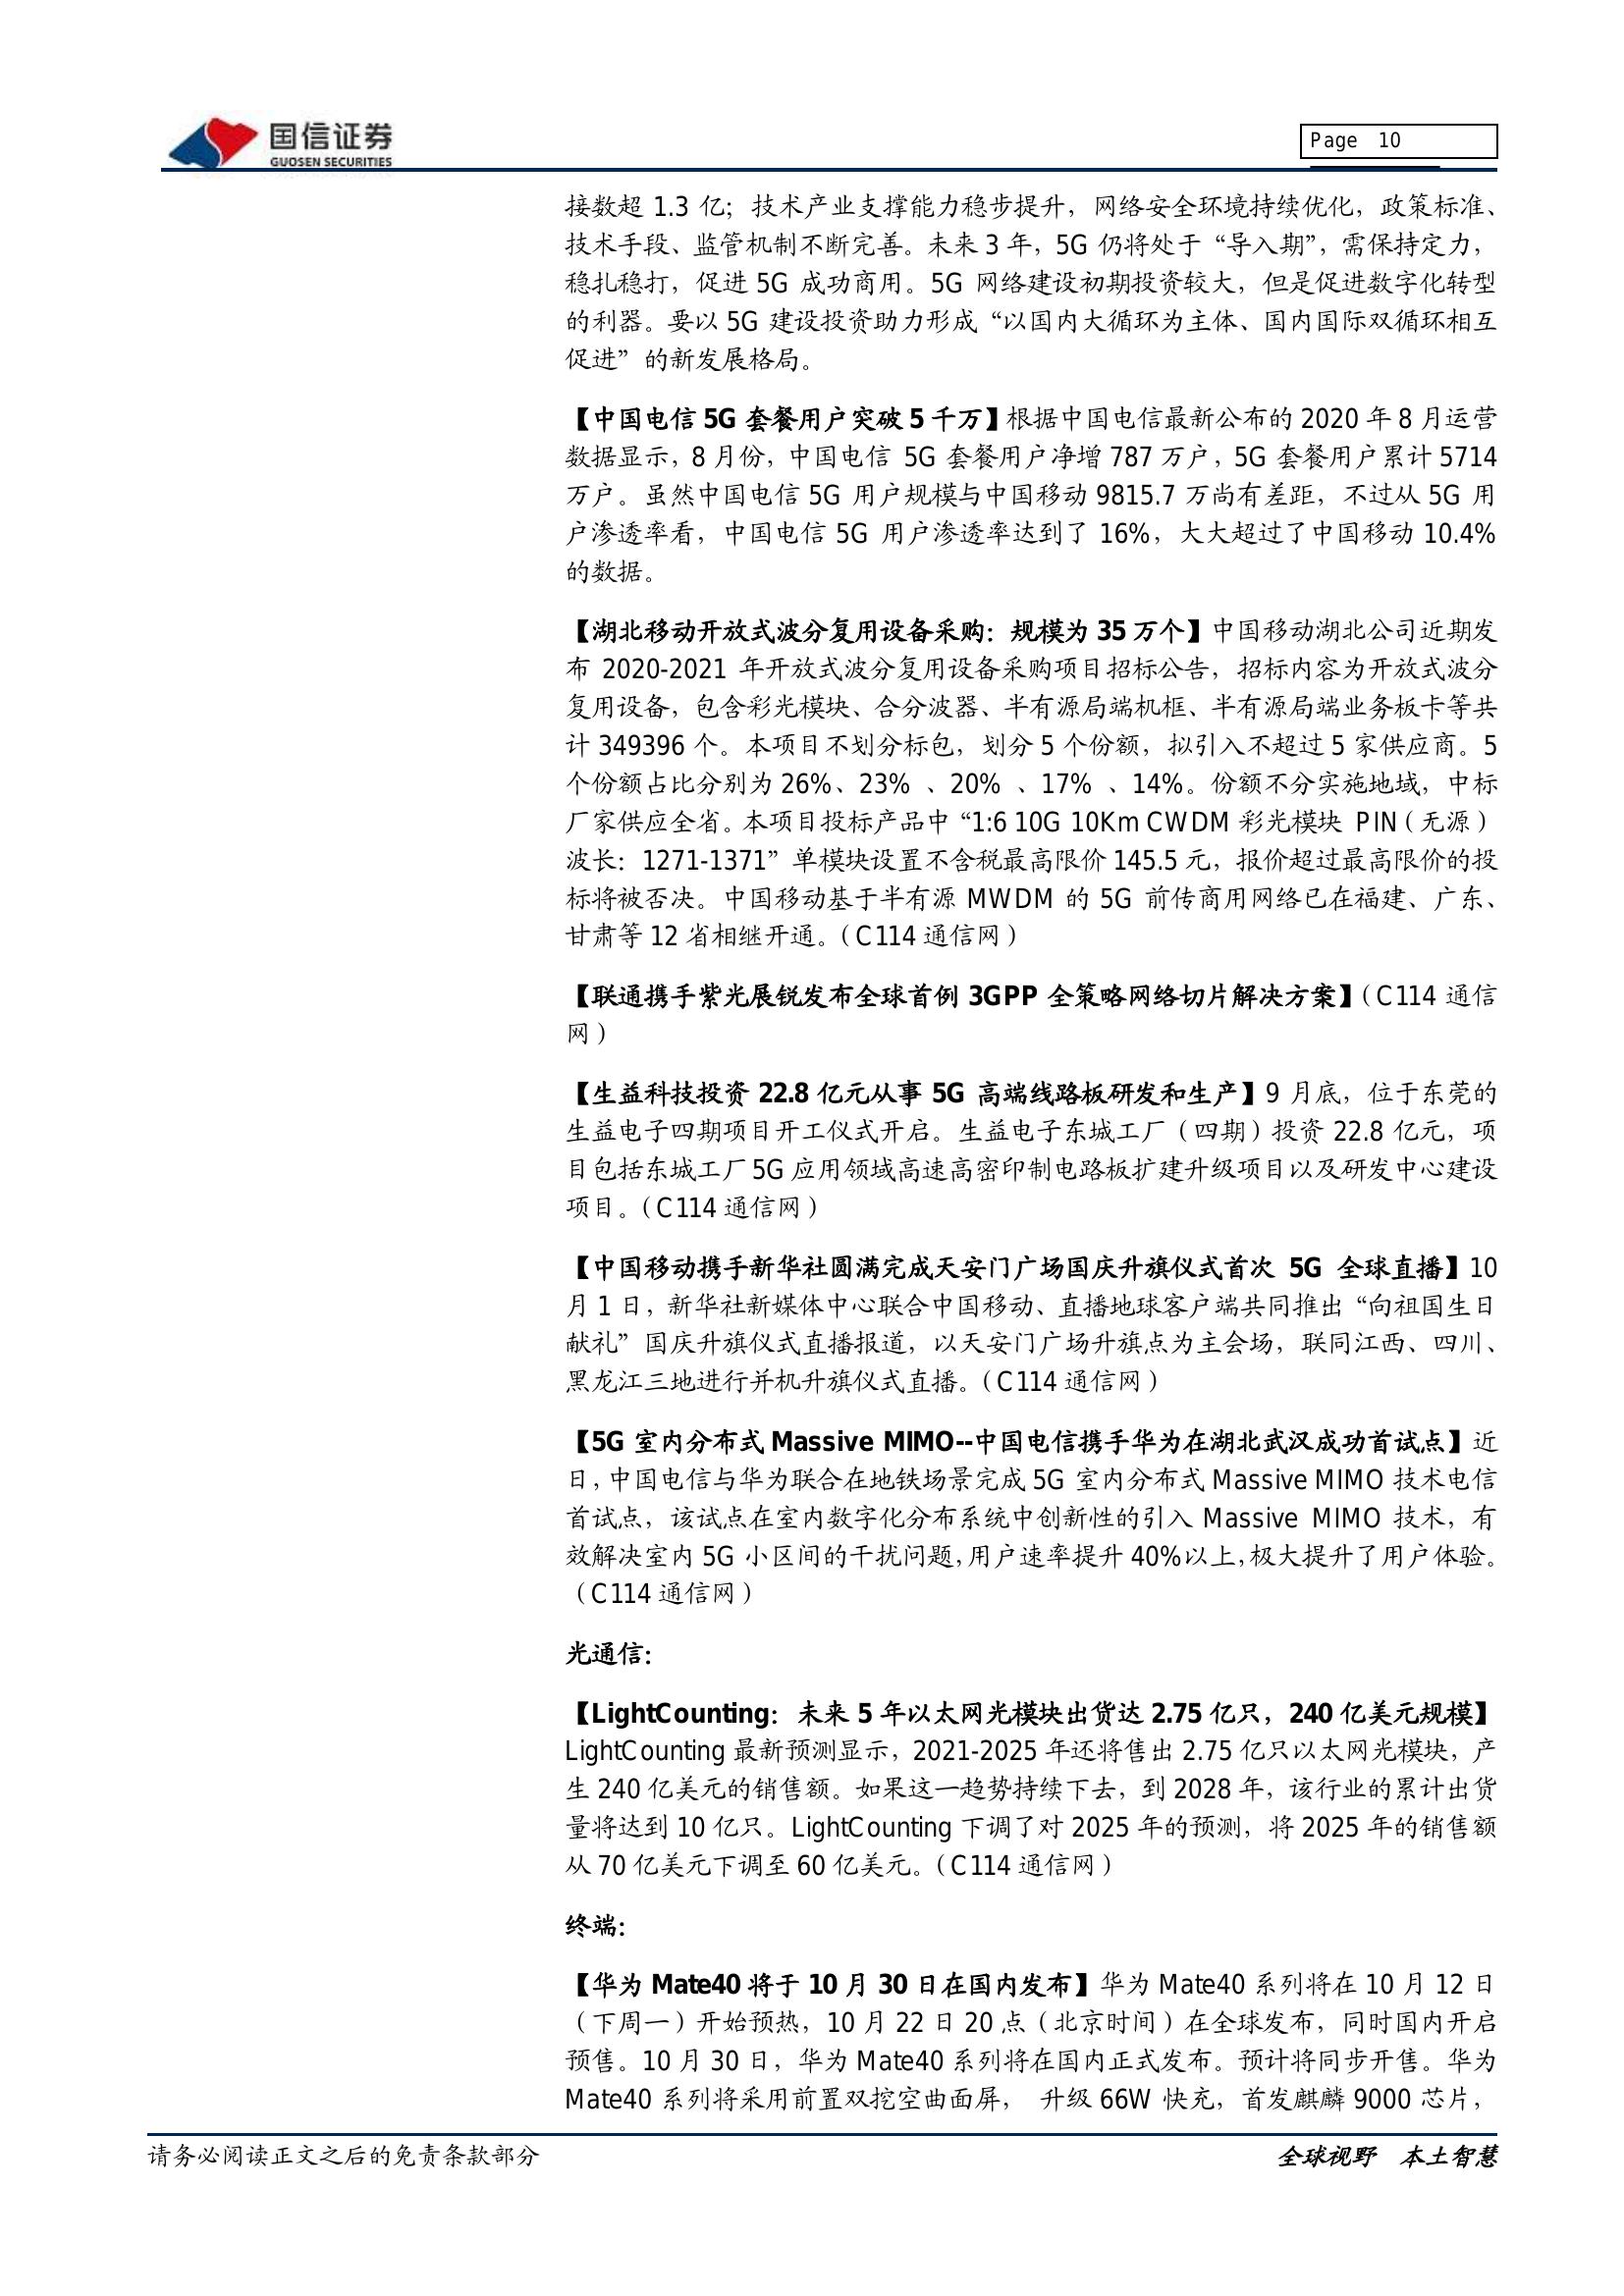 国信证券
GUOSEN SECURITIES
Page 10
接数超 1.3 亿；技术产业支撑能力稳步提升，网络安全环境持续优化，政策标准、
技术手段、监管机制不断完善。未来 3 年，5G 仍将处于“导入期”，需保持定力，
稳扎稳打，促进 5G 成功商用。5G 网络建设初期投资较大，但是促进数字化转型
的利器。要以 5G 建设投资助力形成“以国内大循环为主体、国内国际双循环相互
促进”的新发展格局。
【中国电信 5G 套餐用户突破 5 千万】根据中国电信最新公布的 2020 年 8 月运营
数据显示，8 月份，中国电信 5G 套餐用户净增 787 万户，5G 套餐用户累计 5714
万户。虽然中国电信 5G 用户规模与中国移动 9815.7 万尚有差距，不过从 5G 用
户渗透率看，中国电信 5G 用户渗透率达到了 16%，大大超过了中国移动 10.4%
的数据。
【湖北移动开放式波分复用设备采购：规模为 35 万个】中国移动湖北公司近期发
布 2020-2021 年开放式波分复用设备采购项目招标公告，招标内容为开放式波分
复用设备，包含彩光模块、合分波器、半有源局端机框、半有源局端业务板卡等共
计 349396 个。本项目不划分标包，划分 5 个份额，拟引入不超过 5 家供应商。5
个份额占比分别为 26%、23% 、20% 、17% 、14%。份额不分实施地域，中标
厂家供应全省。本项目投标产品中“1:6 10G 10Km CWDM 彩光模块 PIN（无源）
波长：1271-1371”单模块设置不含税最高限价 145.5 元，报价超过最高限价的投
标将被否决。中国移动基于半有源 MWDM 的 5G 前传商用网络已在福建、广东、
甘肃等 12 省相继开通。（C114 通信网）
【联通携手紫光展锐发布全球首例 3GPP 全策略网络切片解决方案】（C114 通信
网）
【生益科技投资 22.8 亿元从事 5G 高端线路板研发和生产】9 月底，位于东莞的
生益电子四期项目开工仪式开启。生益电子东城工厂（四期）投资 22.8 亿元，项
目包括东城工厂 5G 应用领域高速高密印制电路板扩建升级项目以及研发中心建设
项目。（C114 通信网）
【中国移动携手新华社圆满完成天安门广场国庆升旗仪式首次 5G 全球直播】10
月 1 日，新华社新媒体中心联合中国移动、直播地球客户端共同推出“向祖国生日
献礼”国庆升旗仪式直播报道，以天安门广场升旗点为主会场，联同江西、四川、
黑龙江三地进行并机升旗仪式直播。（C114 通信网）
【5G 室内分布式 Massive MIMO--中国电信携手华为在湖北武汉成功首试点】近
日，中国电信与华为联合在地铁场景完成 5G 室内分布式 Massive MIMO 技术电信
首试点，该试点在室内数字化分布系统中创新性的引入 Massive MIMO 技术，有
效解决室内 5G 小区间的干扰问题，用户速率提升 40%以上，极大提升了用户体验。
（C114 通信网）
光通信：
【LightCounting：未来 5 年以太网光模块出货达 2.75 亿只，240 亿美元规模】
LightCounting 最新预测显示，2021-2025 年还将售出 2.75 亿只以太网光模块，产
生 240 亿美元的销售额。如果这一趋势持续下去，到 2028 年，该行业的累计出货
量将达到 10 亿只。LightCounting 下调了对 2025 年的预测，将 2025 年的销售额
从 70 亿美元下调至 60 亿美元。（C114 通信网）
终端：
【华为 Mate40 将于 10 月 30 日在国内发布】华为 Mate40 系列将在 10 月 12 日
（下周一）开始预热，10 月 22 日 20 点（北京时间）在全球发布，同时国内开启
预售。10 月 30 日，华为 Mate40 系列将在国内正式发布。预计将同步开售。华为
Mate40 系列将采用前置双挖空曲面屏， 升级 66W 快充，首发麒麟 9000 芯片，
请务必阅读正文之后的免责条款部分
全球视野 本土智慧